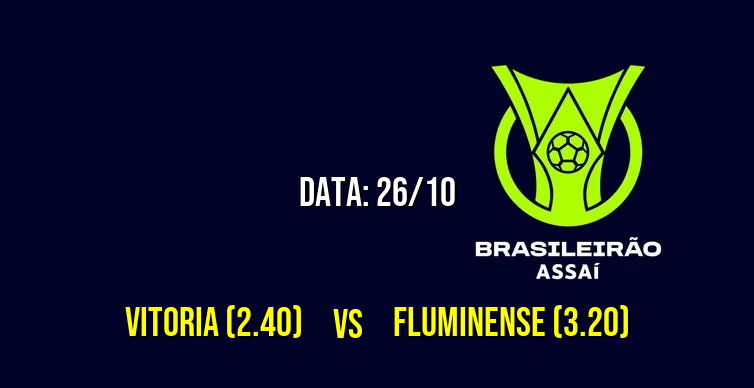 DATA: 26/10
BRASILEIRÃO
ASSAÍ
VITORIA (2.40) VS FLUMINENSE (3.20)